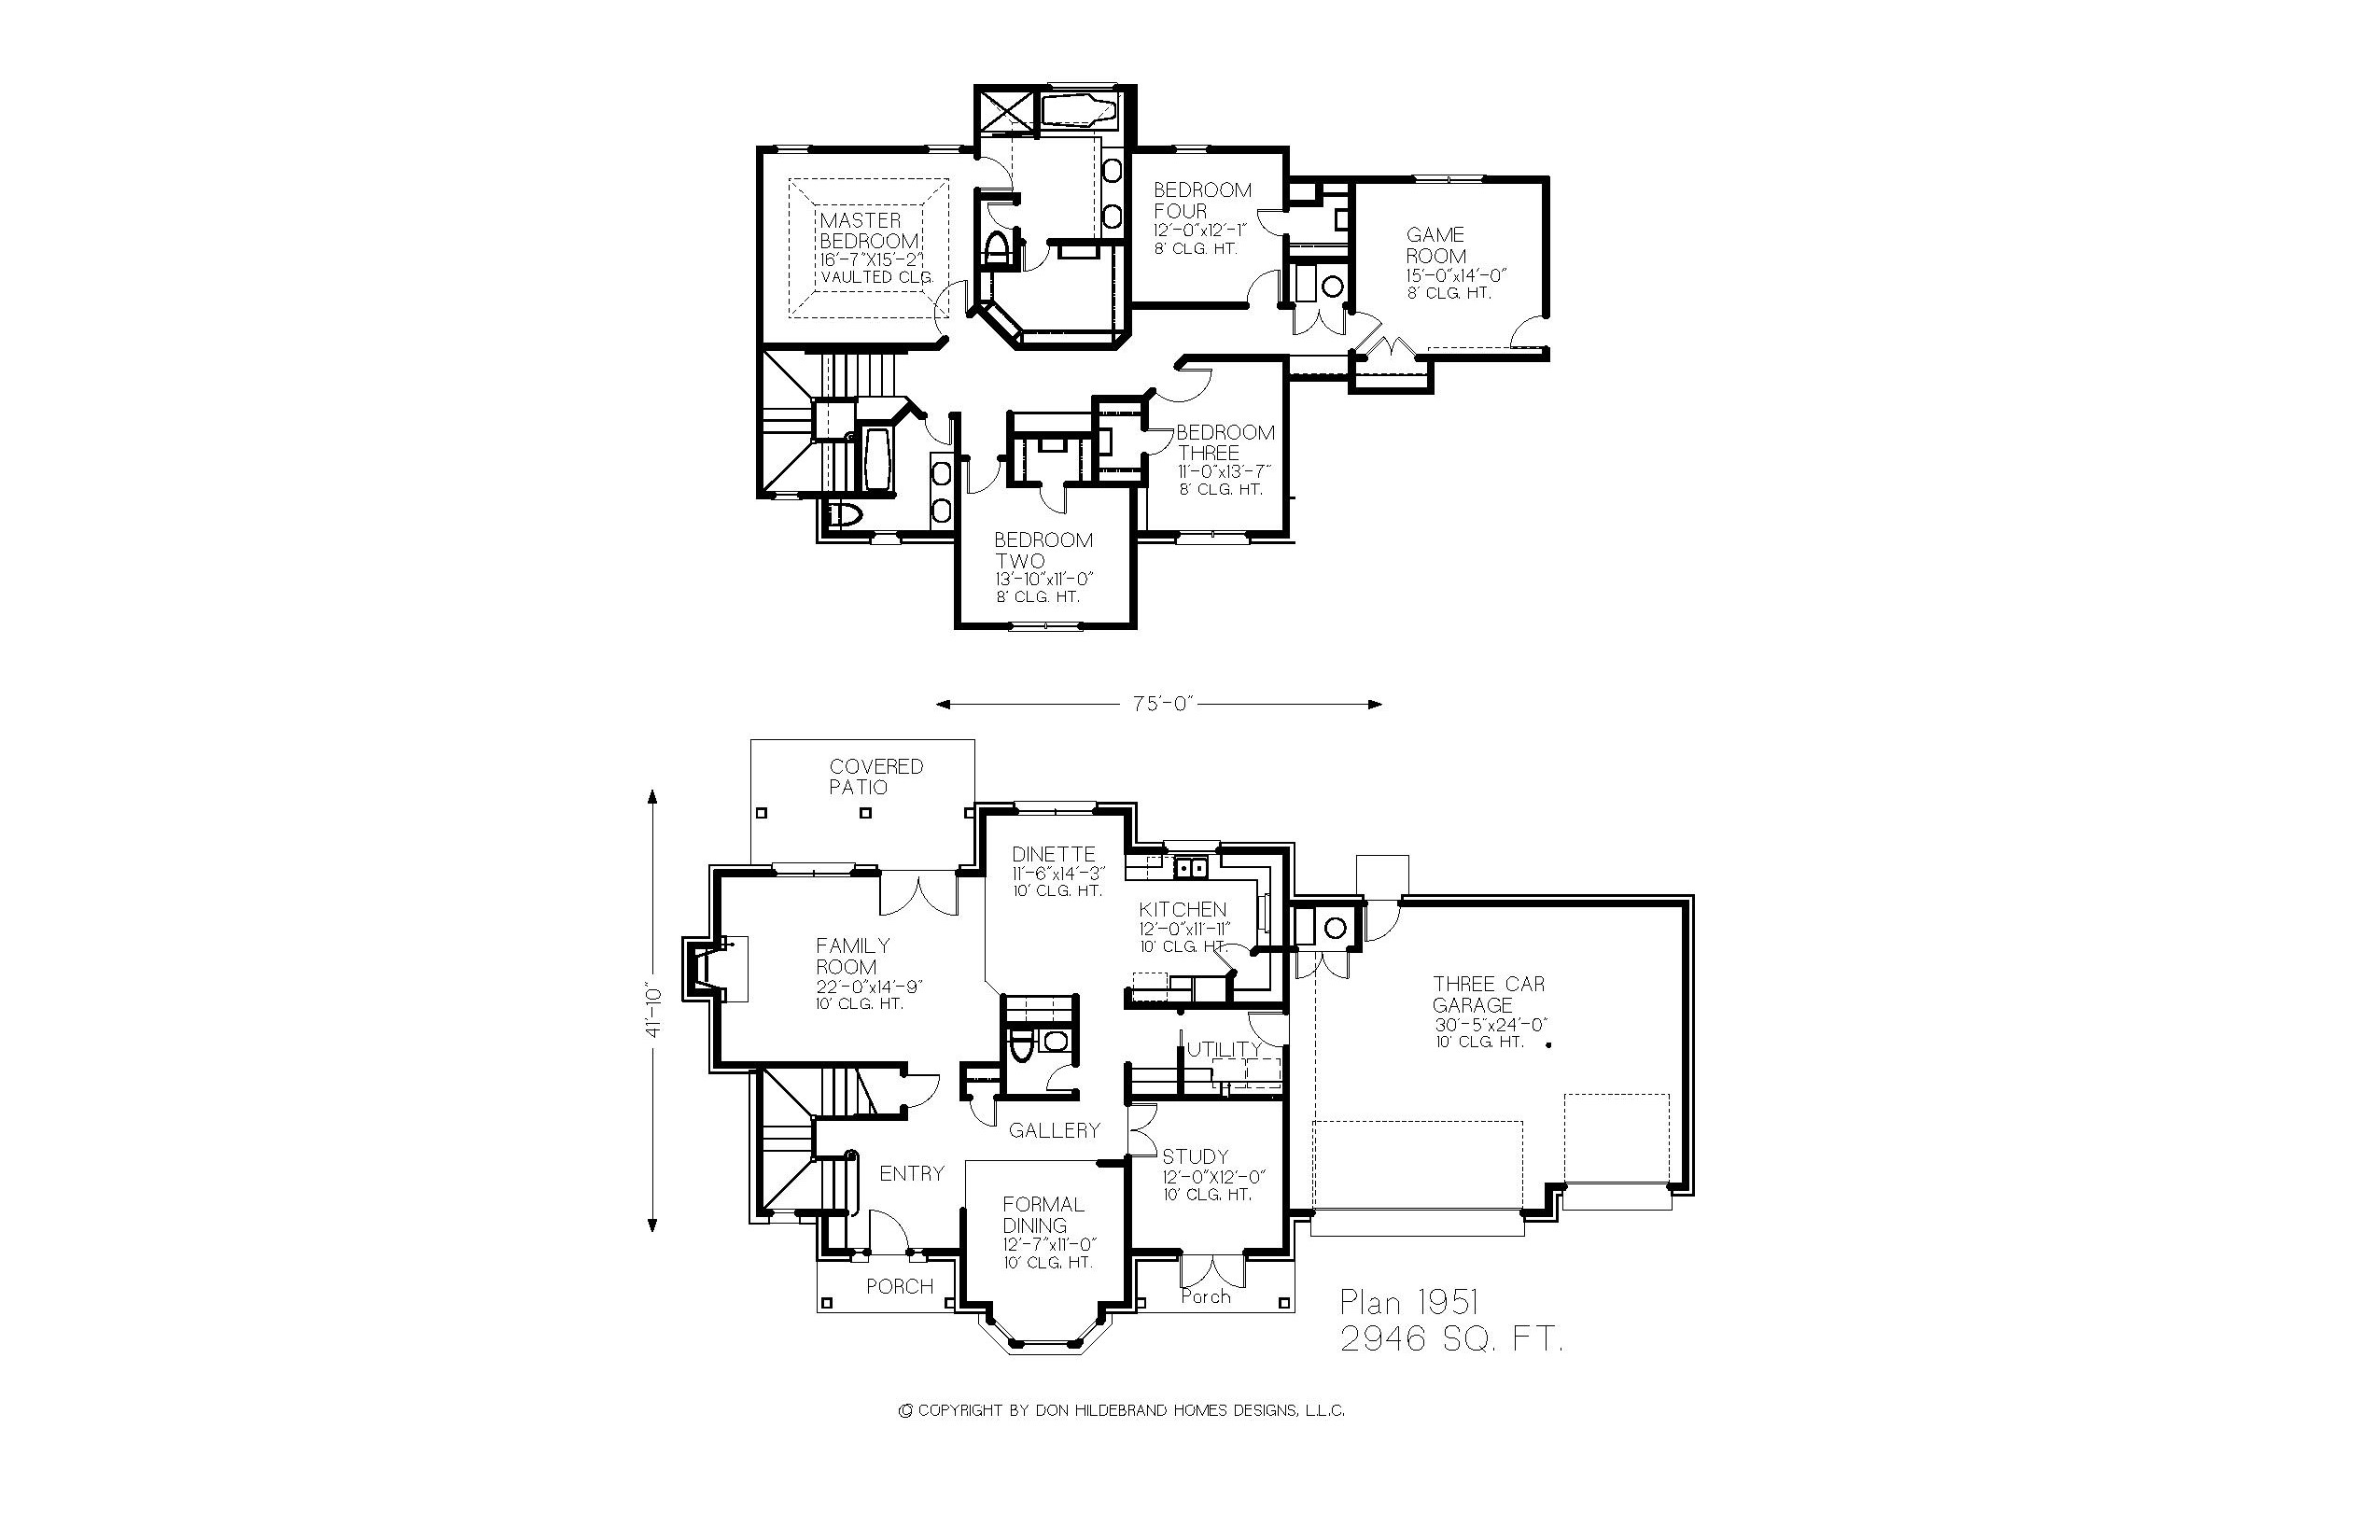 MASTER
BEDROOM
16'-7"X15'-2"
VAULTED CLG.
BEDROOM
FOUR
12'-0"x12'-1"
8' CLG. HT.
GAME
ROOM
15'-0"x14'-0"
8' CLG. HT.
BEDROOM
THREE
11'-0"x13'-7"
8' CLG. HT.
BEDROOM
TWO
13'-10"x11'-0"
8' CLG. HT.
75'-0"
41'-10"
COVERED
PATIO
DINETTE
11'-6"x14'-3"
10' CLG. HT.
KITCHEN
12'-0"x11'-11"
10' CLG. HT.
FAMILY
ROOM
22'-0"x14'-9"
10' CLG. HT.
THREE CAR
GARAGE
30'-5"x24'-0"
10' CLG. HT.
UTILITY
GALLERY
ENTRY
STUDY
12'-0"X12'-0"
10' CLG. HT.
FORMAL
DINING
12'-7"x11'-0"
10' CLG. HT.
PORCH
Porch
Plan 1951
2946 SQ. FT.
© COPYRIGHT BY DON HILDEBRAND HOMES DESIGNS, L.L.C.